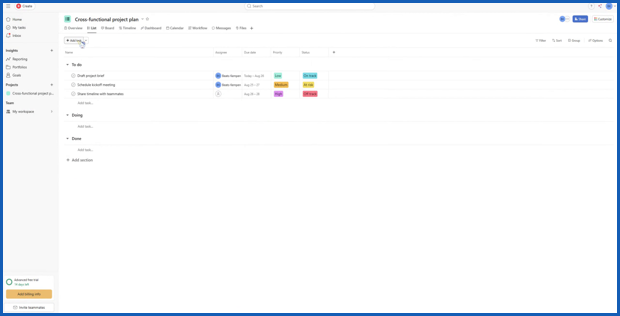 Create
Search
Home
My tasks
Inbox
Insights
Reporting
Portfolios
Goals
Projects
Cross-functional project p...
Team
My workspace
Cross-functional project plan
Overview List Board Timeline Dashboard Calendar Workflow Messages Files
Share Customize
Add task
Filter Sort Group Options
Name Assignee Due date Priority Status
To do
Draft project brief Low On track
Schedule kickoff meeting Medium At risk
Share timeline with teammates High Off track
Add task...
Doing
Add task...
Done
Add task...
Add section
Advanced free trial
Add billing info
Invite teammates